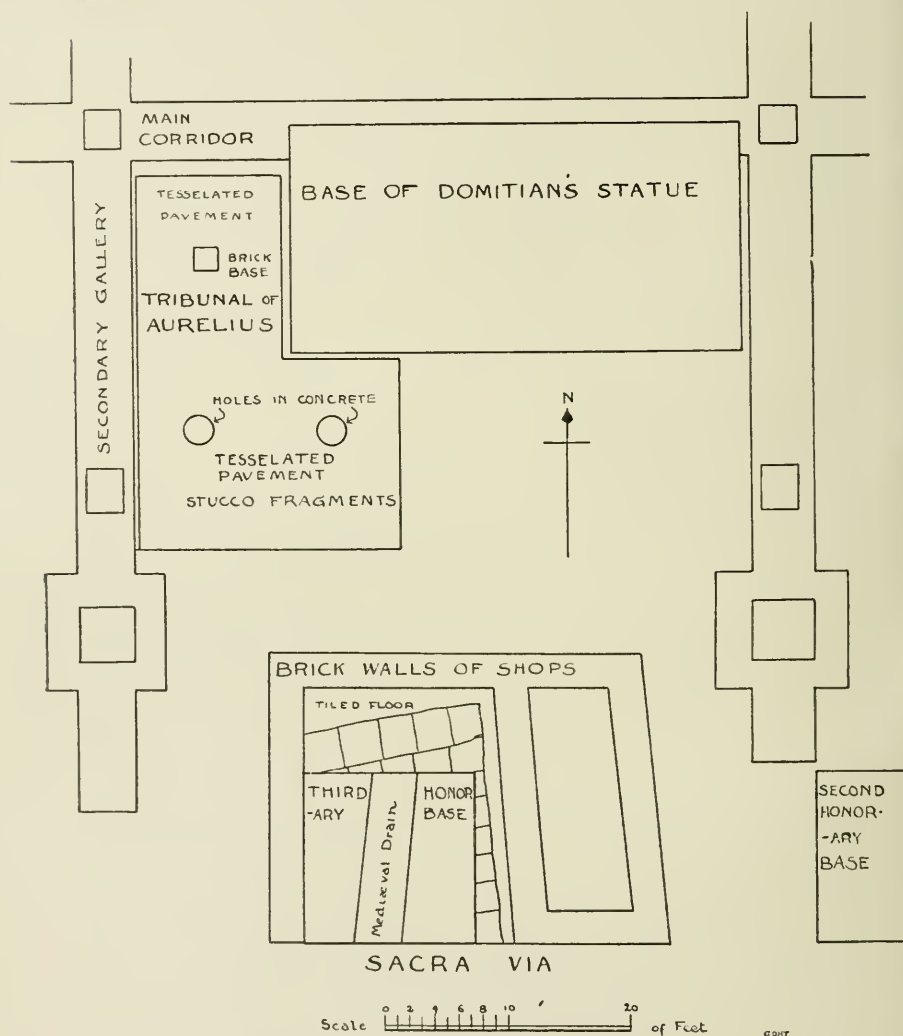 MAIN
CORRIDOR
BASE OF DOMITIAN'S STATUE
TESSELATED
PAVEMENT
SECONDARY GALLERY
BRICK
BASE
TRIBUNAL OF
AURELIUS
HOLES IN CONCRETE
N
TESSELATED
PAVEMENT
STUCCO FRAGMENTS
BRICK WALLS OF SHOPS
TILED FLOOR
THIRD HONOR
-ARY BASE
Mediæval Drain
SECOND
HONOR-
-ARY
BASE
SACRA VIA
0 2 4 6 8 10 20
Scale of Feet